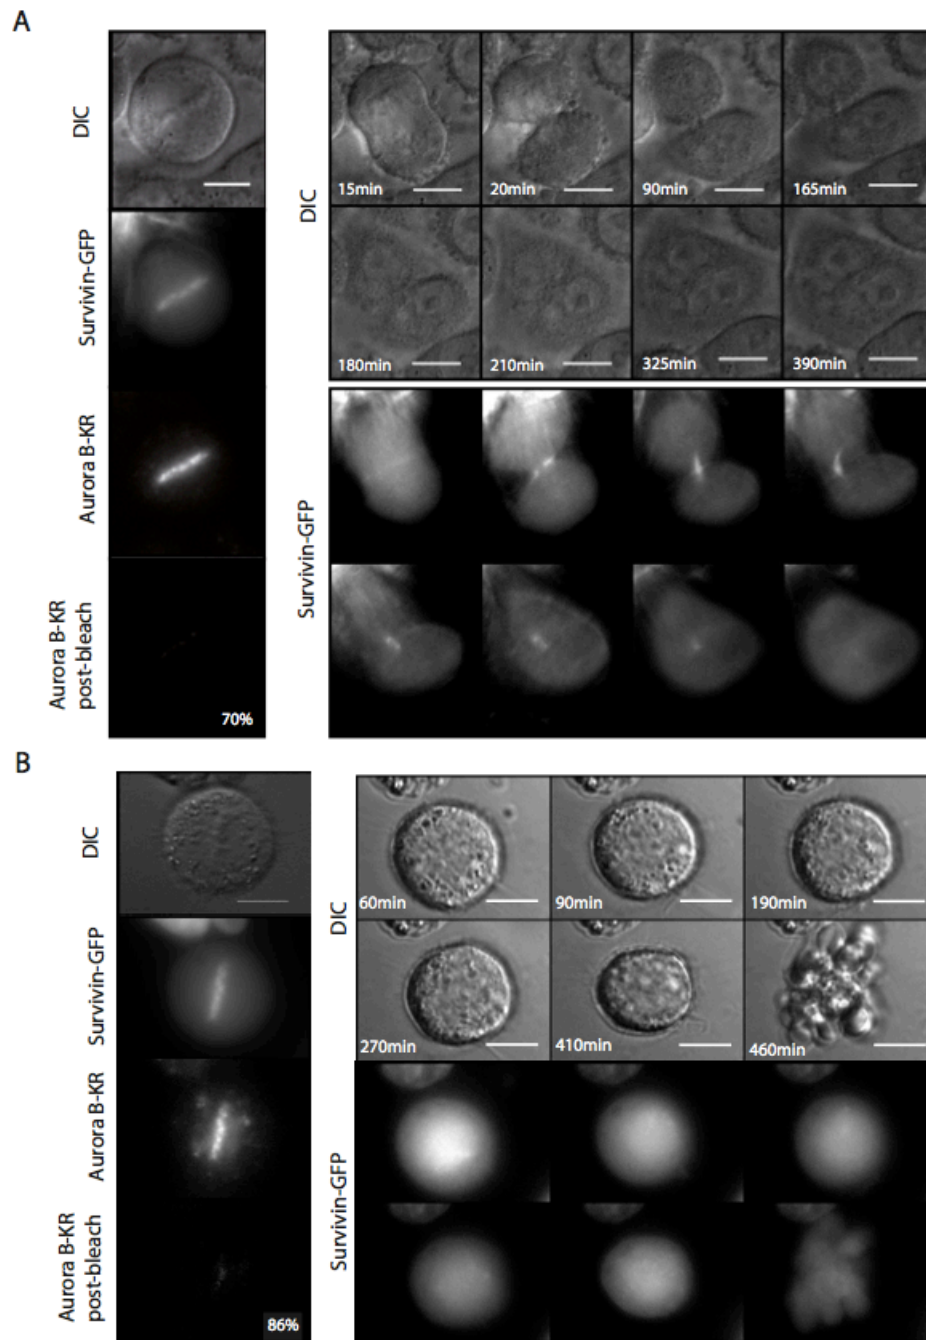 A
DIC
Survivin-GFP
Aurora B-KR
Aurora B-KR
post-bleach
70%
DIC
15min
20min
90min
165min
180min
210min
325min
390min
Survivin-GFP
B
DIC
Survivin-GFP
Aurora B-KR
Aurora B-KR
post-bleach
86%
DIC
60min
90min
190min
270min
410min
460min
Survivin-GFP